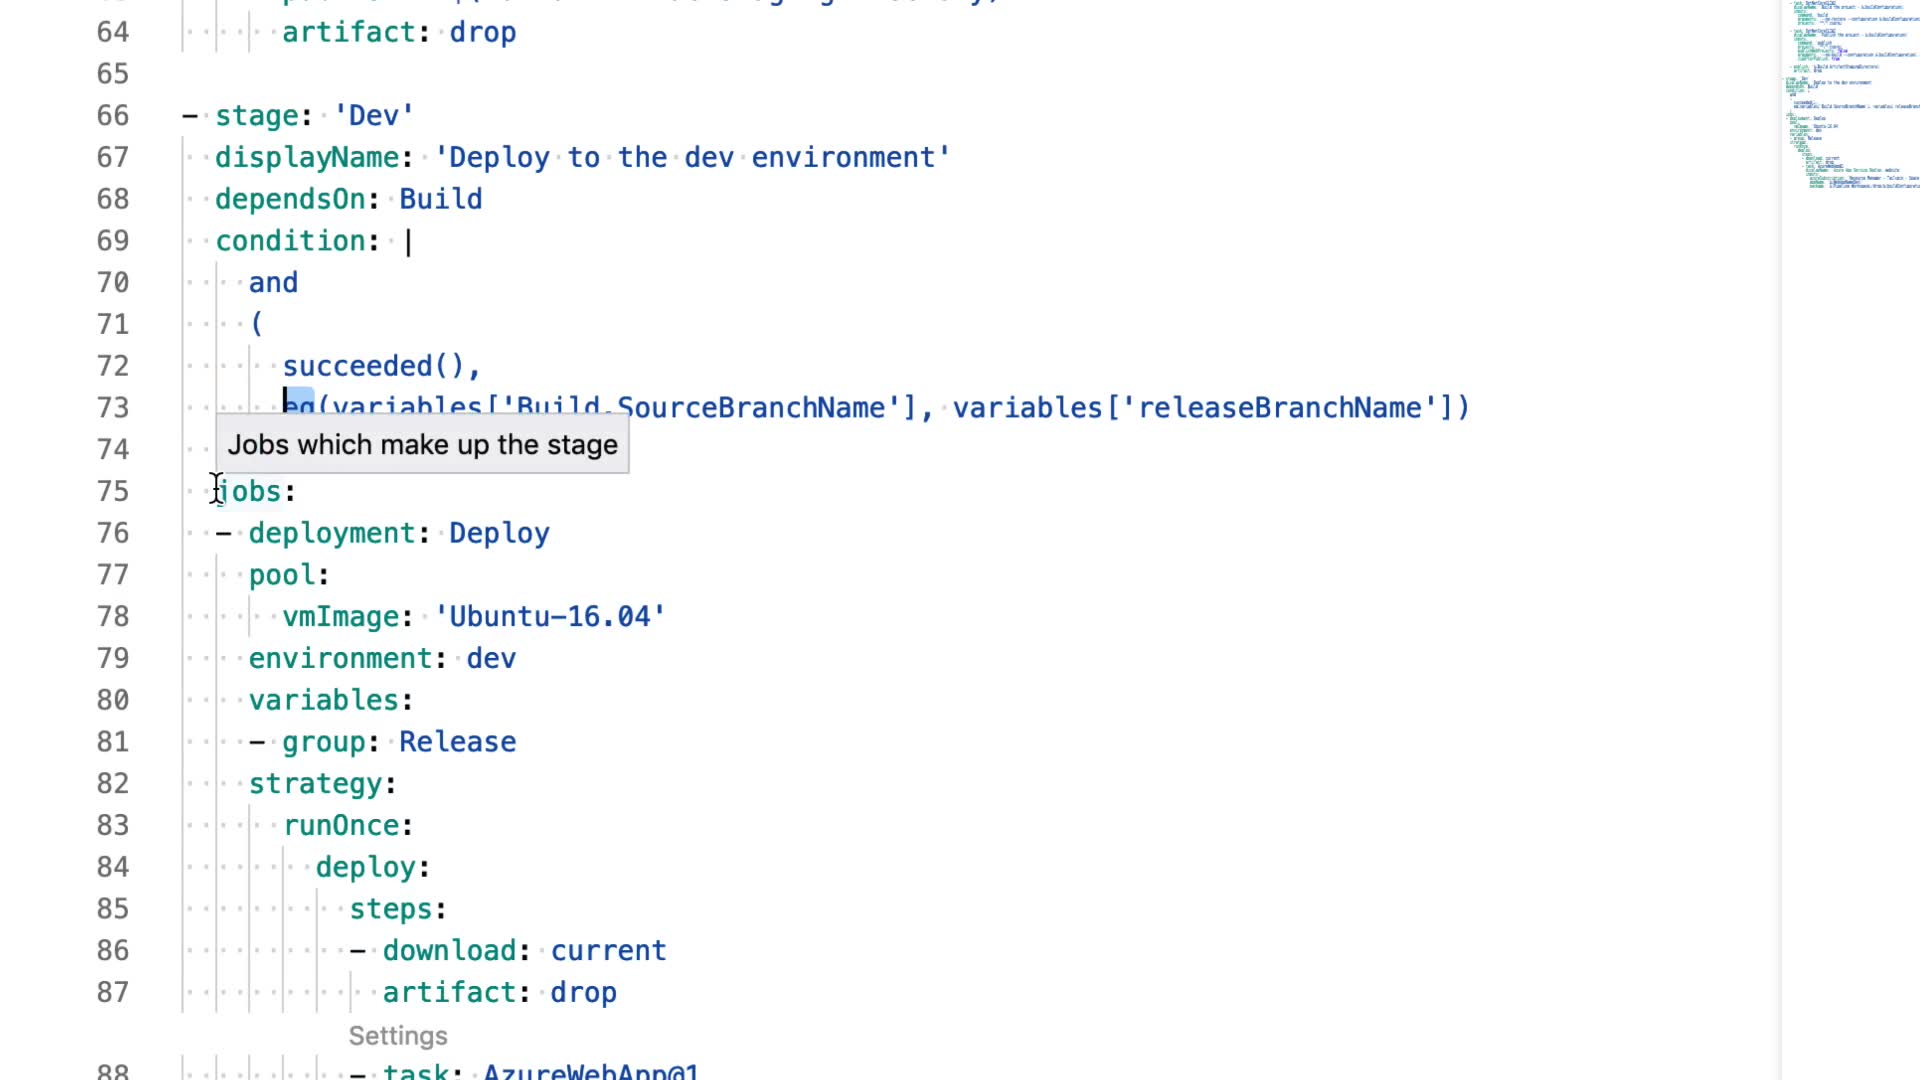 64 artifact: drop
65
66 - stage: 'Dev'
67 displayName: 'Deploy to the dev environment'
68 dependsOn: Build
69 condition: |
70 and
71 (
72 succeeded(),
73 eq(variables['Build.SourceBranchName'], variables['releaseBranchName'])
74
Jobs which make up the stage
75 jobs:
76 - deployment: Deploy
77 pool:
78 vmImage: 'Ubuntu-16.04'
79 environment: dev
80 variables:
81 - group: Release
82 strategy:
83 runOnce:
84 deploy:
85 steps:
86 - download: current
87 artifact: drop
Settings
88 - task: AzureWebApp@1